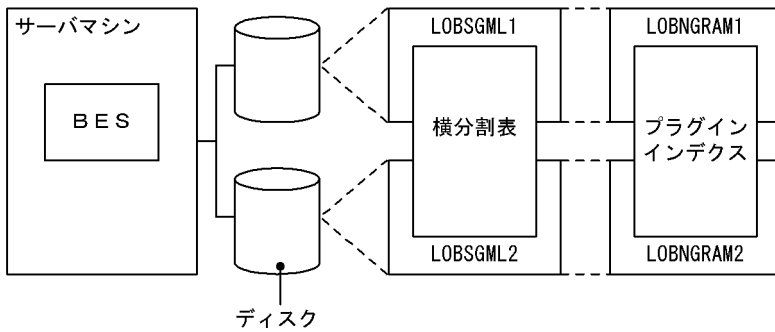 サーバマシン
ＢＥＳ
LOBSGML1
横分割表
LOBSGML2
LOBNGRAM1
プラグイン
インデクス
LOBNGRAM2
ディスク